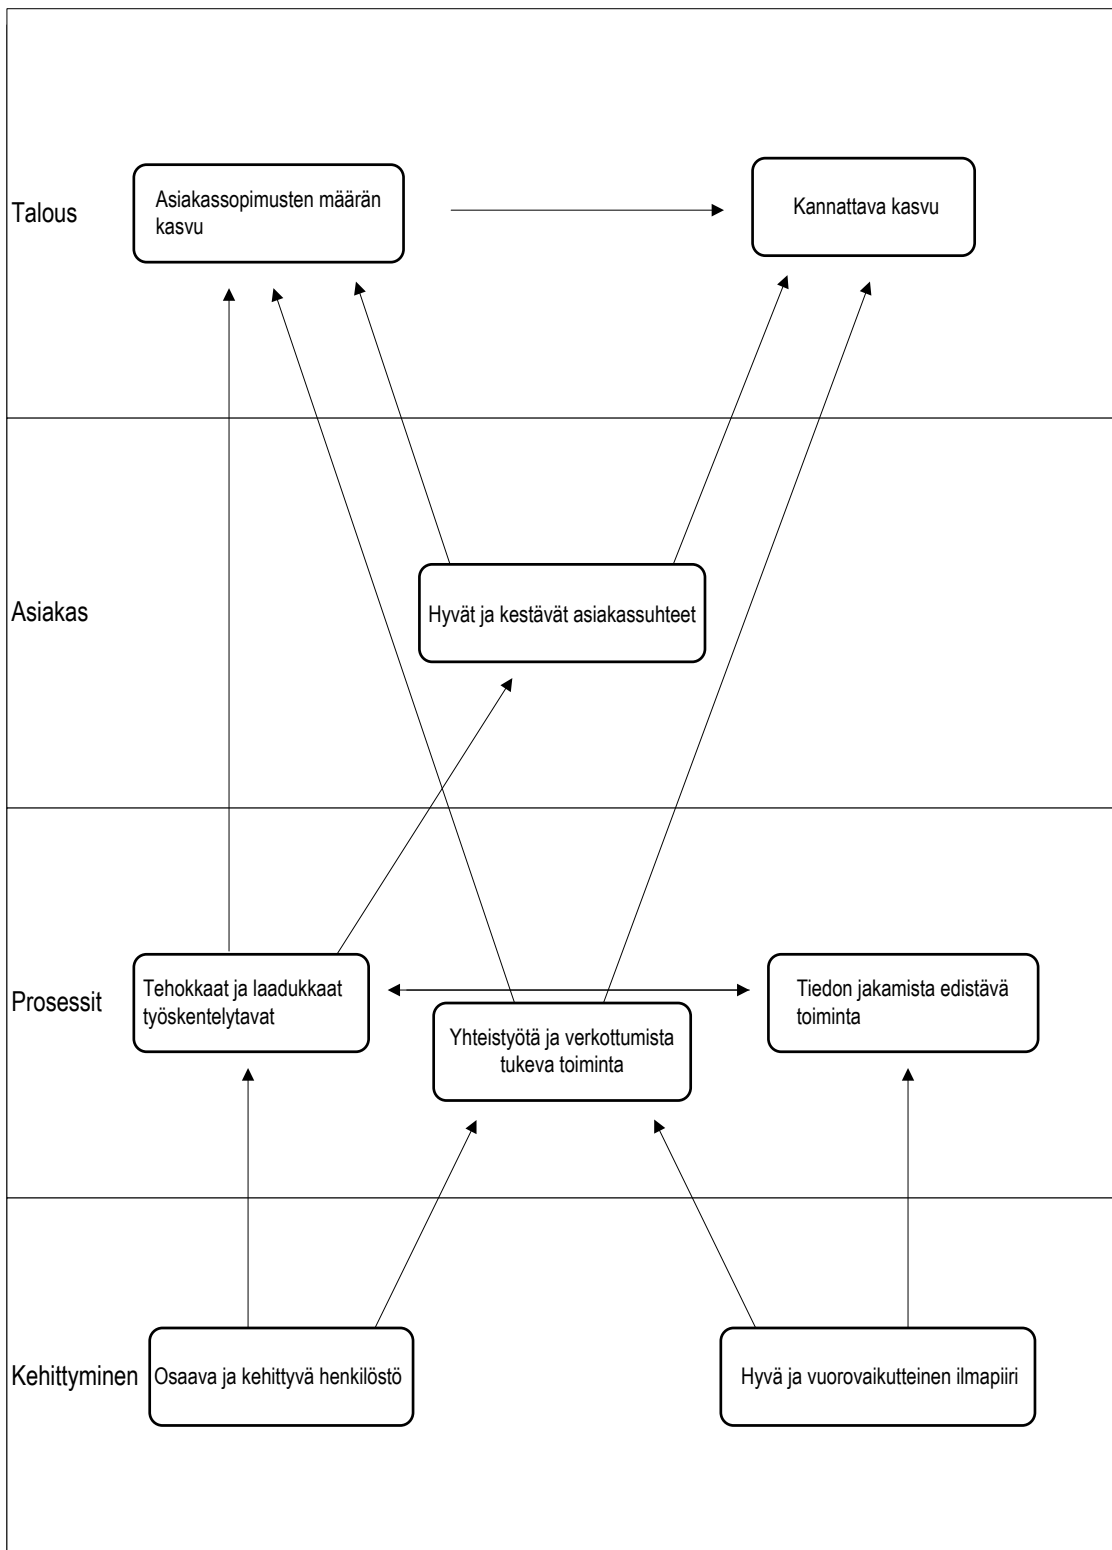 Talous
Asiakassopimusten määrän
kasvu
Kannattava kasvu
Asiakas
Hyvät ja kestävät asiakassuhteet
Prosessit
Tehokkaat ja laadukkaat
työskentelytavat
Yhteistyötä ja verkottumista
tukeva toiminta
Tiedon jakamista edistävä
toiminta
Kehittyminen
Osaava ja kehittyvä henkilöstö
Hyvä ja vuorovaikutteinen ilmapiiri